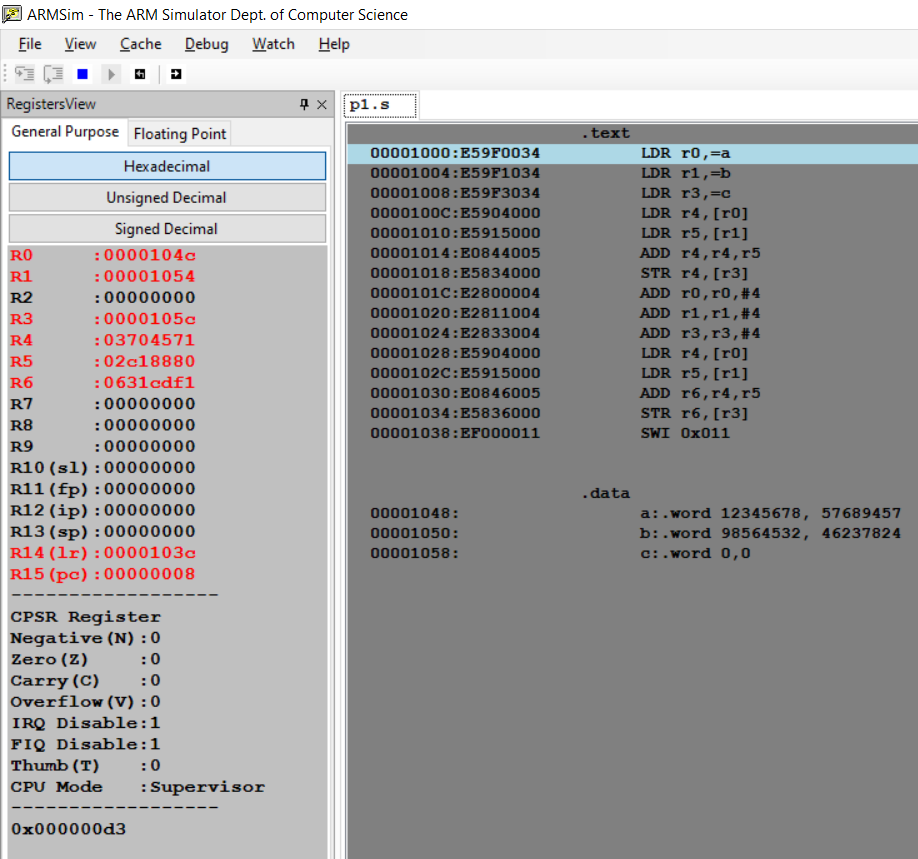 ARMSim - The ARM Simulator Dept. of Computer Science
File View Cache Debug Watch Help
RegistersView
General Purpose Floating Point
Hexadecimal
Unsigned Decimal
Signed Decimal
R0 :0000104c
R1 :00001054
R2 :00000000
R3 :0000105c
R4 :03704571
R5 :02c18880
R6 :0631cdf1
R7 :00000000
R8 :00000000
R9 :00000000
R10(sl):00000000
R11(fp):00000000
R12(ip):00000000
R13(sp):00000000
R14(lr):0000103c
R15(pc):00000008
-------------------
CPSR Register
Negative(N):0
Zero(Z) :0
Carry(C) :0
Overflow(V):0
IRQ Disable:1
FIQ Disable:1
Thumb(T) :0
CPU Mode :Supervisor
-------------------
0x000000d3
p1.s
.text
00001000:E59F0034 LDR r0,=a
00001004:E59F1034 LDR r1,=b
00001008:E59F3034 LDR r3,=c
0000100C:E5904000 LDR r4,[r0]
00001010:E5915000 LDR r5,[r1]
00001014:E0844005 ADD r4,r4,r5
00001018:E5834000 STR r4,[r3]
0000101C:E2800004 ADD r0,r0,#4
00001020:E2811004 ADD r1,r1,#4
00001024:E2833004 ADD r3,r3,#4
00001028:E5904000 LDR r4,[r0]
0000102C:E5915000 LDR r5,[r1]
00001030:E0846005 ADD r6,r4,r5
00001034:E5836000 STR r6,[r3]
00001038:EF000011 SWI 0x011
.data
00001048: a:.word 12345678, 57689457
00001050: b:.word 98564532, 46237824
00001058: c:.word 0,0